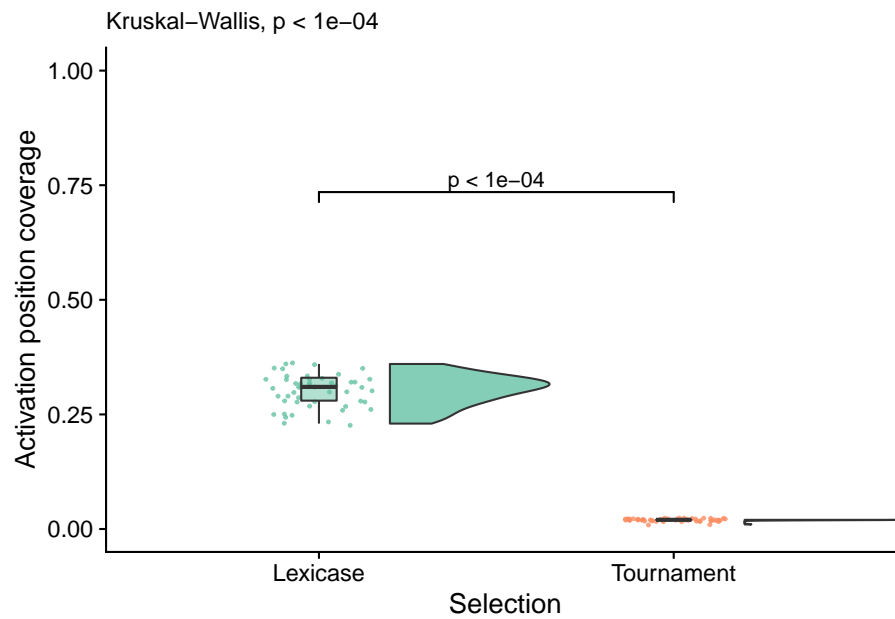 Kruskal−Wallis, p < 1e−04
1.00
p < 1e−04
0.75
Activation position coverage
0.50
0.25
0.00
Lexicase Tournament
Selection